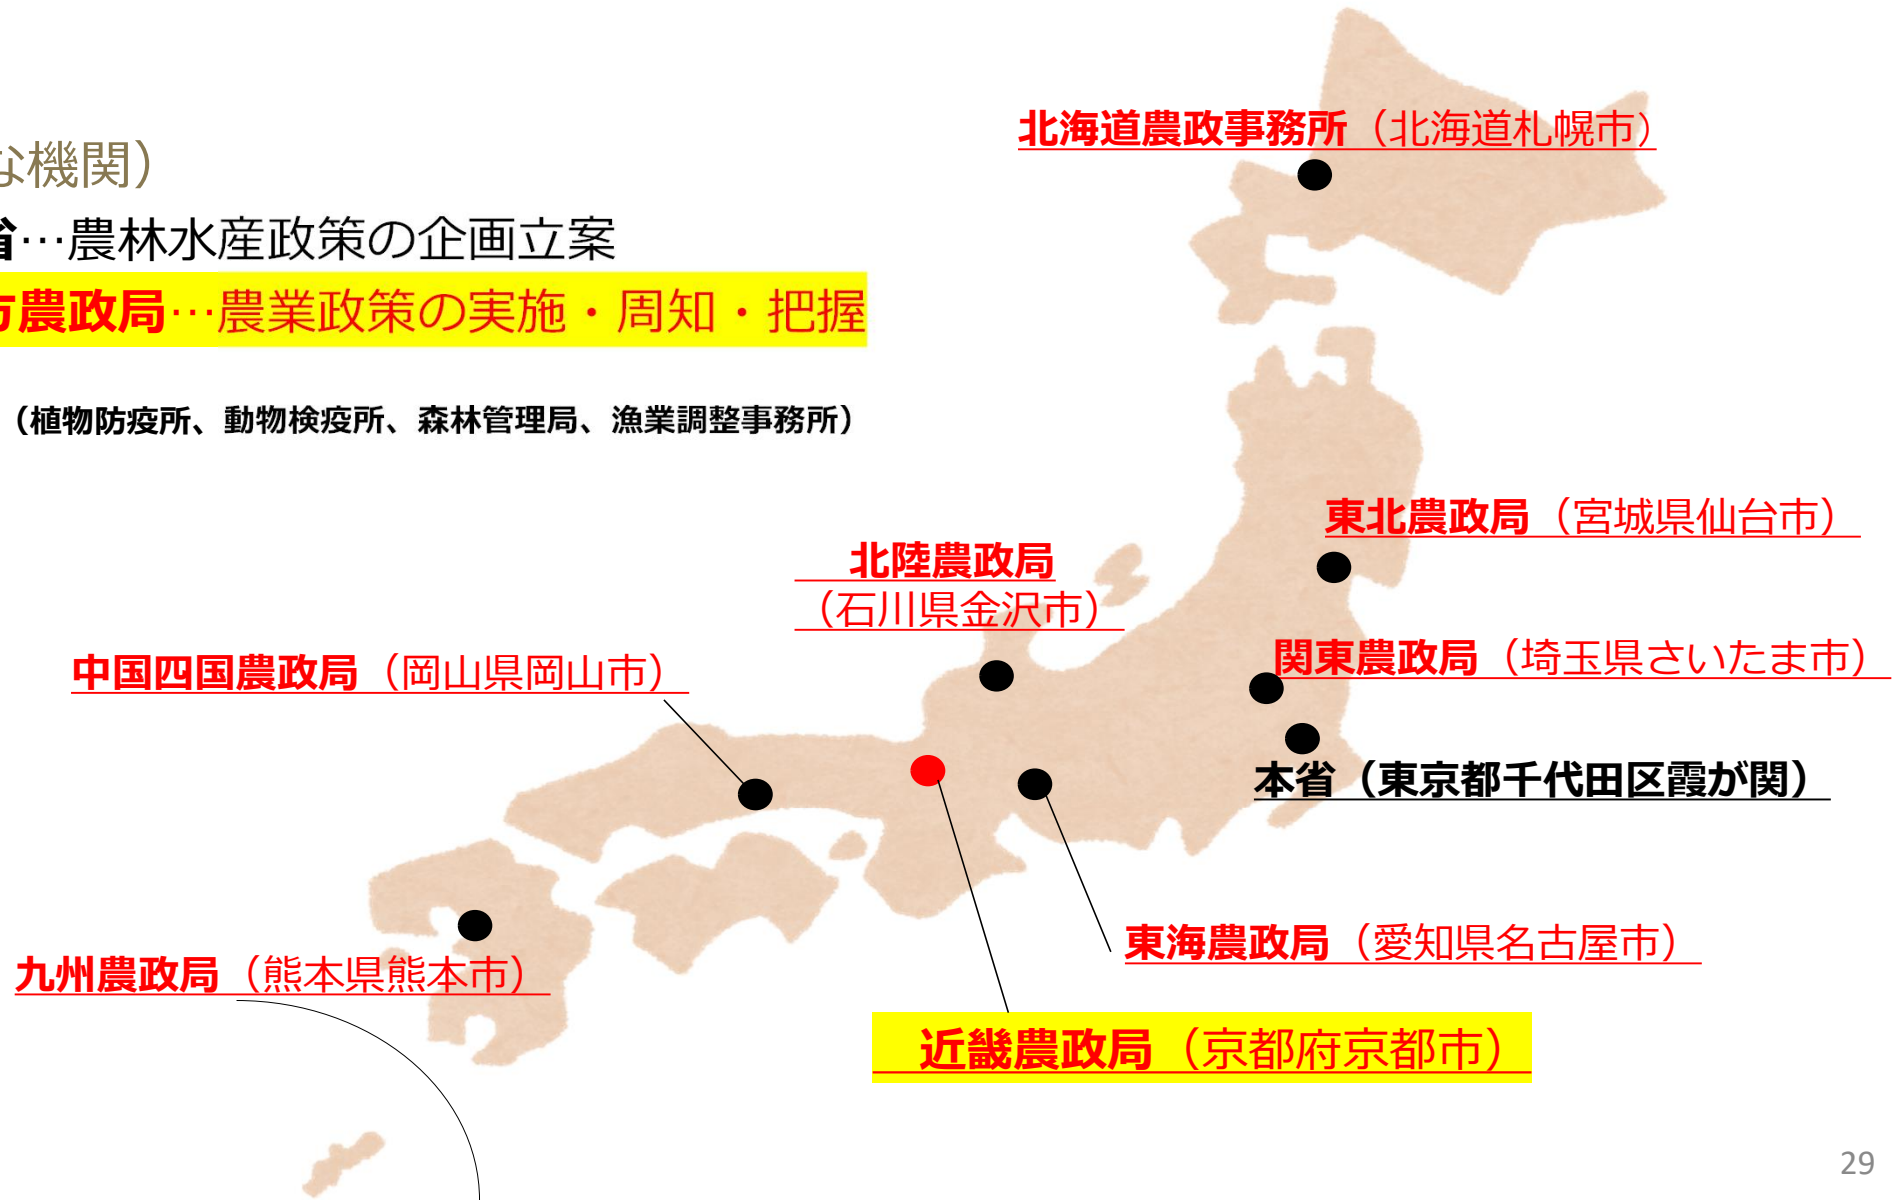 な機関）
省…農林水産政策の企画立案
方農政局…農業政策の実施・周知・把握
（植物防疫所、動物検疫所、森林管理局、漁業調整事務所）
北海道農政事務所（北海道札幌市）
東北農政局（宮城県仙台市）
北陸農政局
（石川県金沢市）
関東農政局（埼玉県さいたま市）
中国四国農政局（岡山県岡山市）
本省（東京都千代田区霞が関）
東海農政局（愛知県名古屋市）
九州農政局（熊本県熊本市）
近畿農政局（京都府京都市）
29